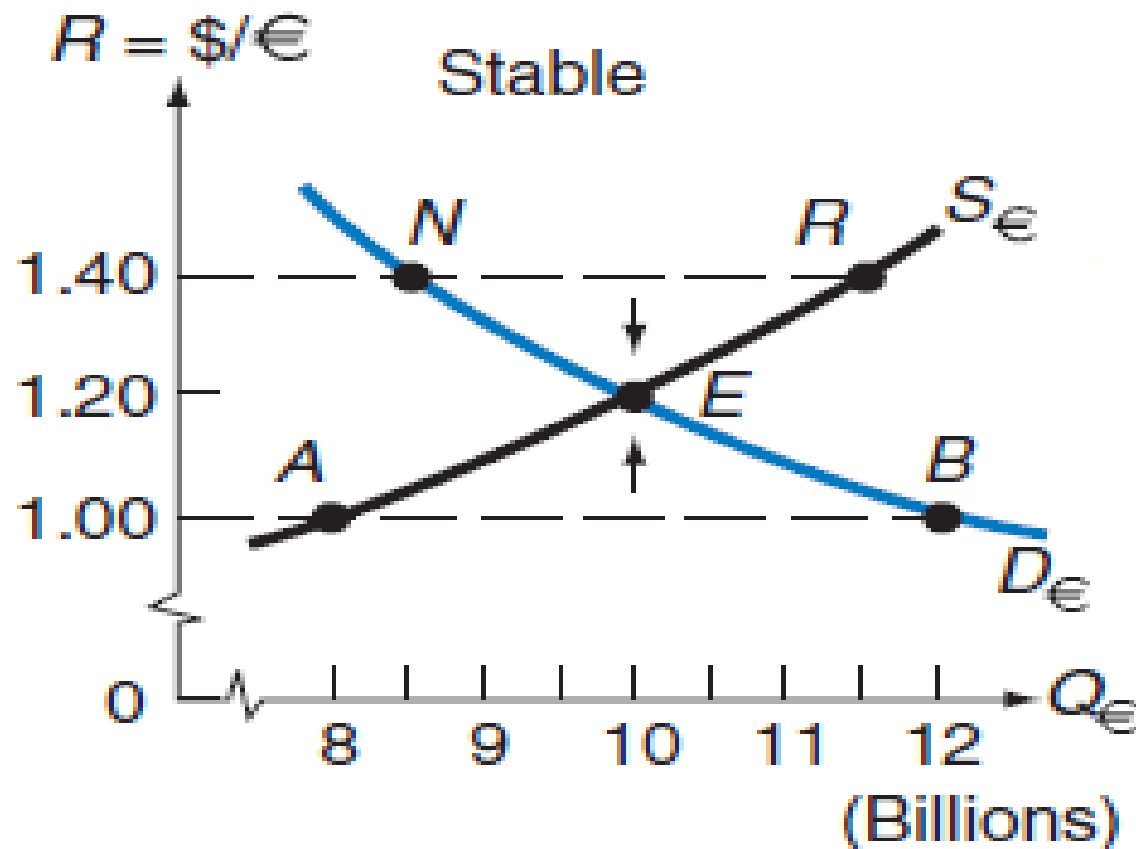 R = $/€
Stable
N
R
S€
1.40
1.20
E
A
B
1.00
D€
0
Q€
8 9 10 11 12
(Billions)